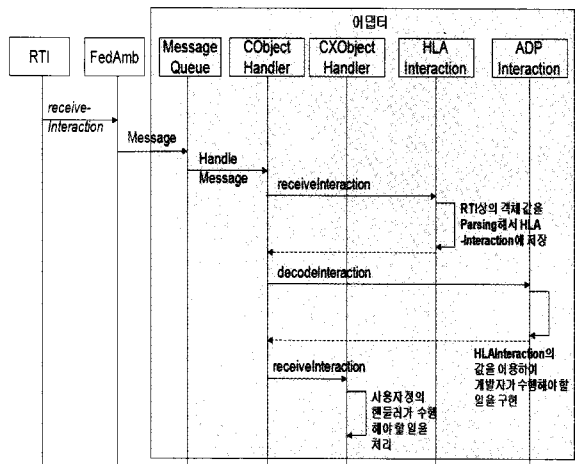 어댑터
RTI
FedAmb
Message
Queue
CObject
Handler
CXObject
Handler
HLA
Interaction
ADP
Interaction
receive-
Interaction
Message
Handle
Message
receiveInteraction
RTI상의 객체 값을
Parsing해서 HLA
-Interaction에 저장
decodeInteraction
HLAInteraction의
값을 이용하여
개발자가 수행해야 할
일을 구현
receiveInteraction
사용자정의
핸들러가 수행
해야 할 일을
처리